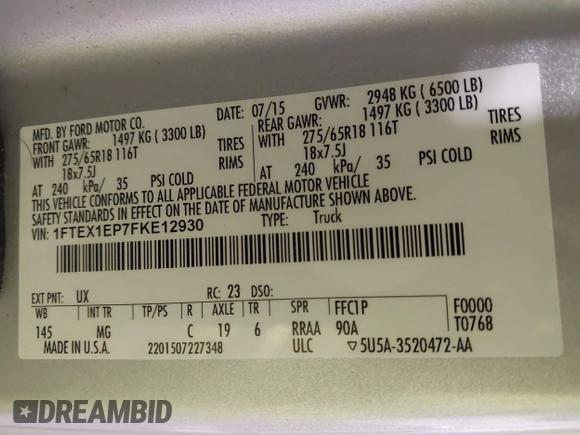 MFD. BY FORD MOTOR CO.
DATE: 07/15 GVWR: 2948 KG ( 6500 LB)
FRONT GAWR: 1497 KG ( 3300 LB) REAR GAWR: 1497 KG ( 3300 LB)
WITH 275/65R18 116T TIRES WITH 275/65R18 116T TIRES
18x7.5J RIMS 18x7.5J RIMS
AT 240 kPa/ 35 PSI COLD AT 240 kPa/ 35 PSI COLD
THIS VEHICLE CONFORMS TO ALL APPLICABLE FEDERAL MOTOR VEHICLE
SAFETY STANDARDS IN EFFECT ON THE DATE OF MANUFACTURE SHOWN ABOVE.
VIN: 1FTEX1EP7FKE12930 TYPE: Truck
EXT PNT: UX RC: 23 DSO:
WB INT TR TP/PS R AXLE TR SPR FFC1P F0000
145 MG C 19 6 RRAA 90A T0768
MADE IN U.S.A. 2201507227348 ULC ▽5U5A-3520472-AA
DREAMBID